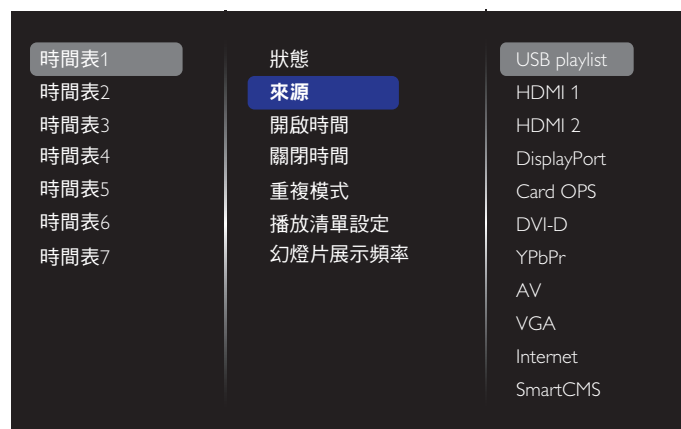 時間表1
時間表2
時間表3
時間表4
時間表5
時間表6
時間表7
狀態
來源
開啟時間
關閉時間
重複模式
播放清單設定
幻燈片展示頻率
USB playlist
HDMI 1
HDMI 2
DisplayPort
Card OPS
DVI-D
YPbPr
AV
VGA
Internet
SmartCMS